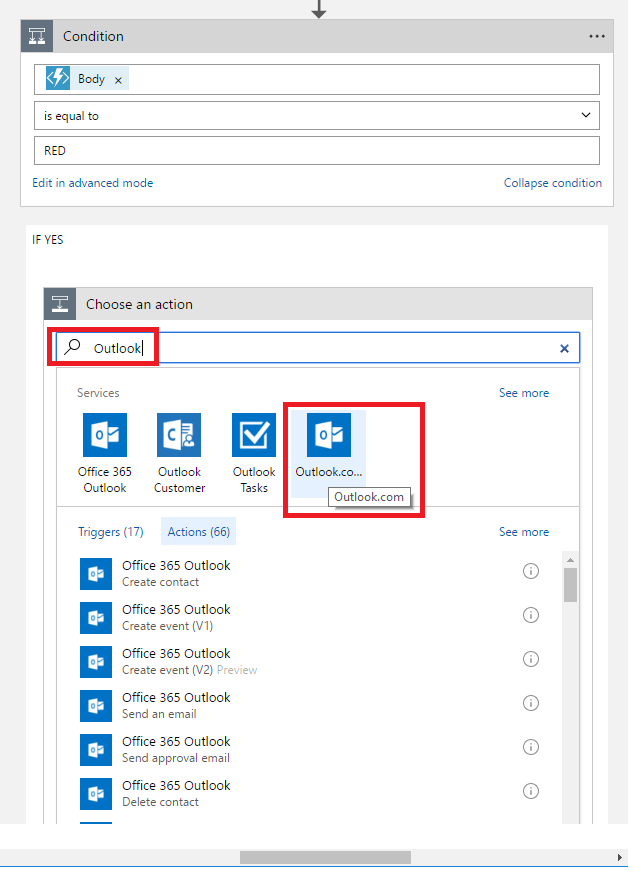 Condition
Body x
is equal to
RED
Edit in advanced mode Collapse condition
IF YES
Choose an action
Outlook
Services See more
Office 365 Outlook
Outlook Customer
Outlook Tasks
Outlook.co...
Outlook.com
Triggers (17) Actions (66) See more
Office 365 Outlook
Create contact
Office 365 Outlook
Create event (V1)
Office 365 Outlook
Create event (V2) Preview
Office 365 Outlook
Send an email
Office 365 Outlook
Send approval email
Office 365 Outlook
Delete contact